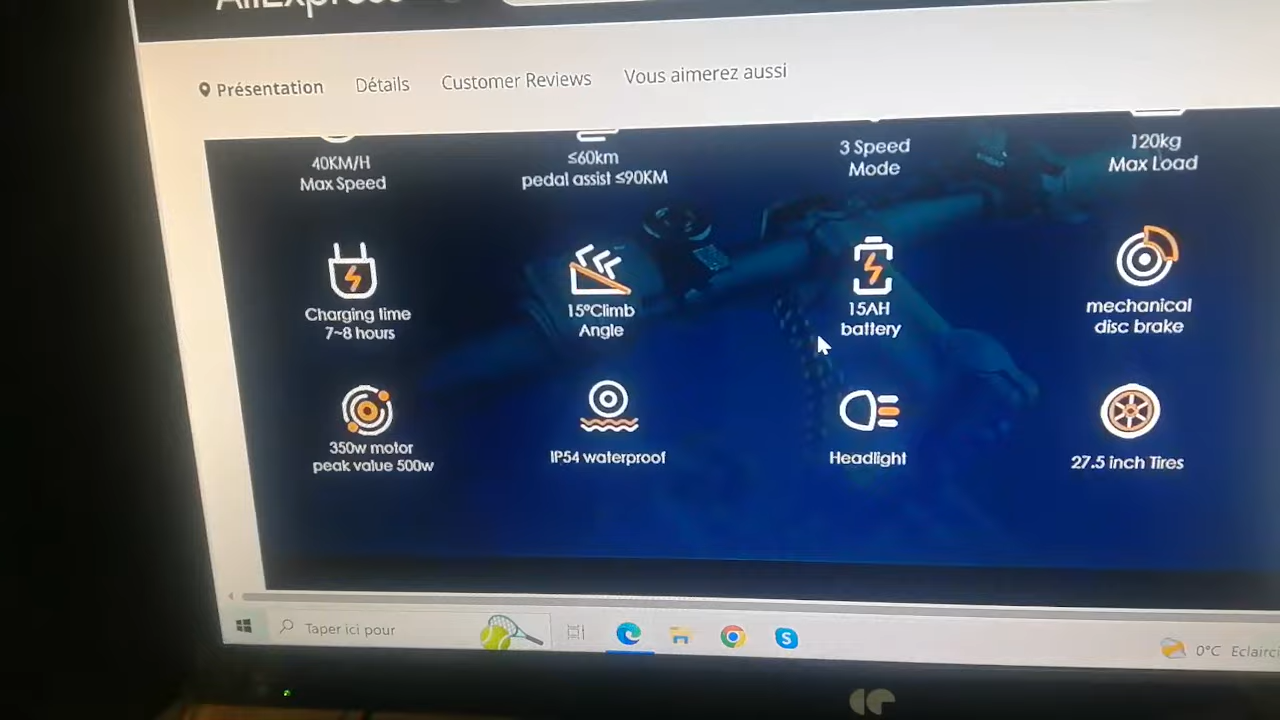 AliExpress
Présentation
Détails
Customer Reviews
Vous aimerez aussi
40KM/H
Max Speed
≤60km
pedal assist ≤90KM
3 Speed
Mode
120kg
Max Load
Charging time
7~8 hours
15°Climb
Angle
15AH
battery
mechanical
disc brake
350w motor
peak value 500w
IP54 waterproof
Headlight
27.5 inch Tires
Taper ici pour
0°C